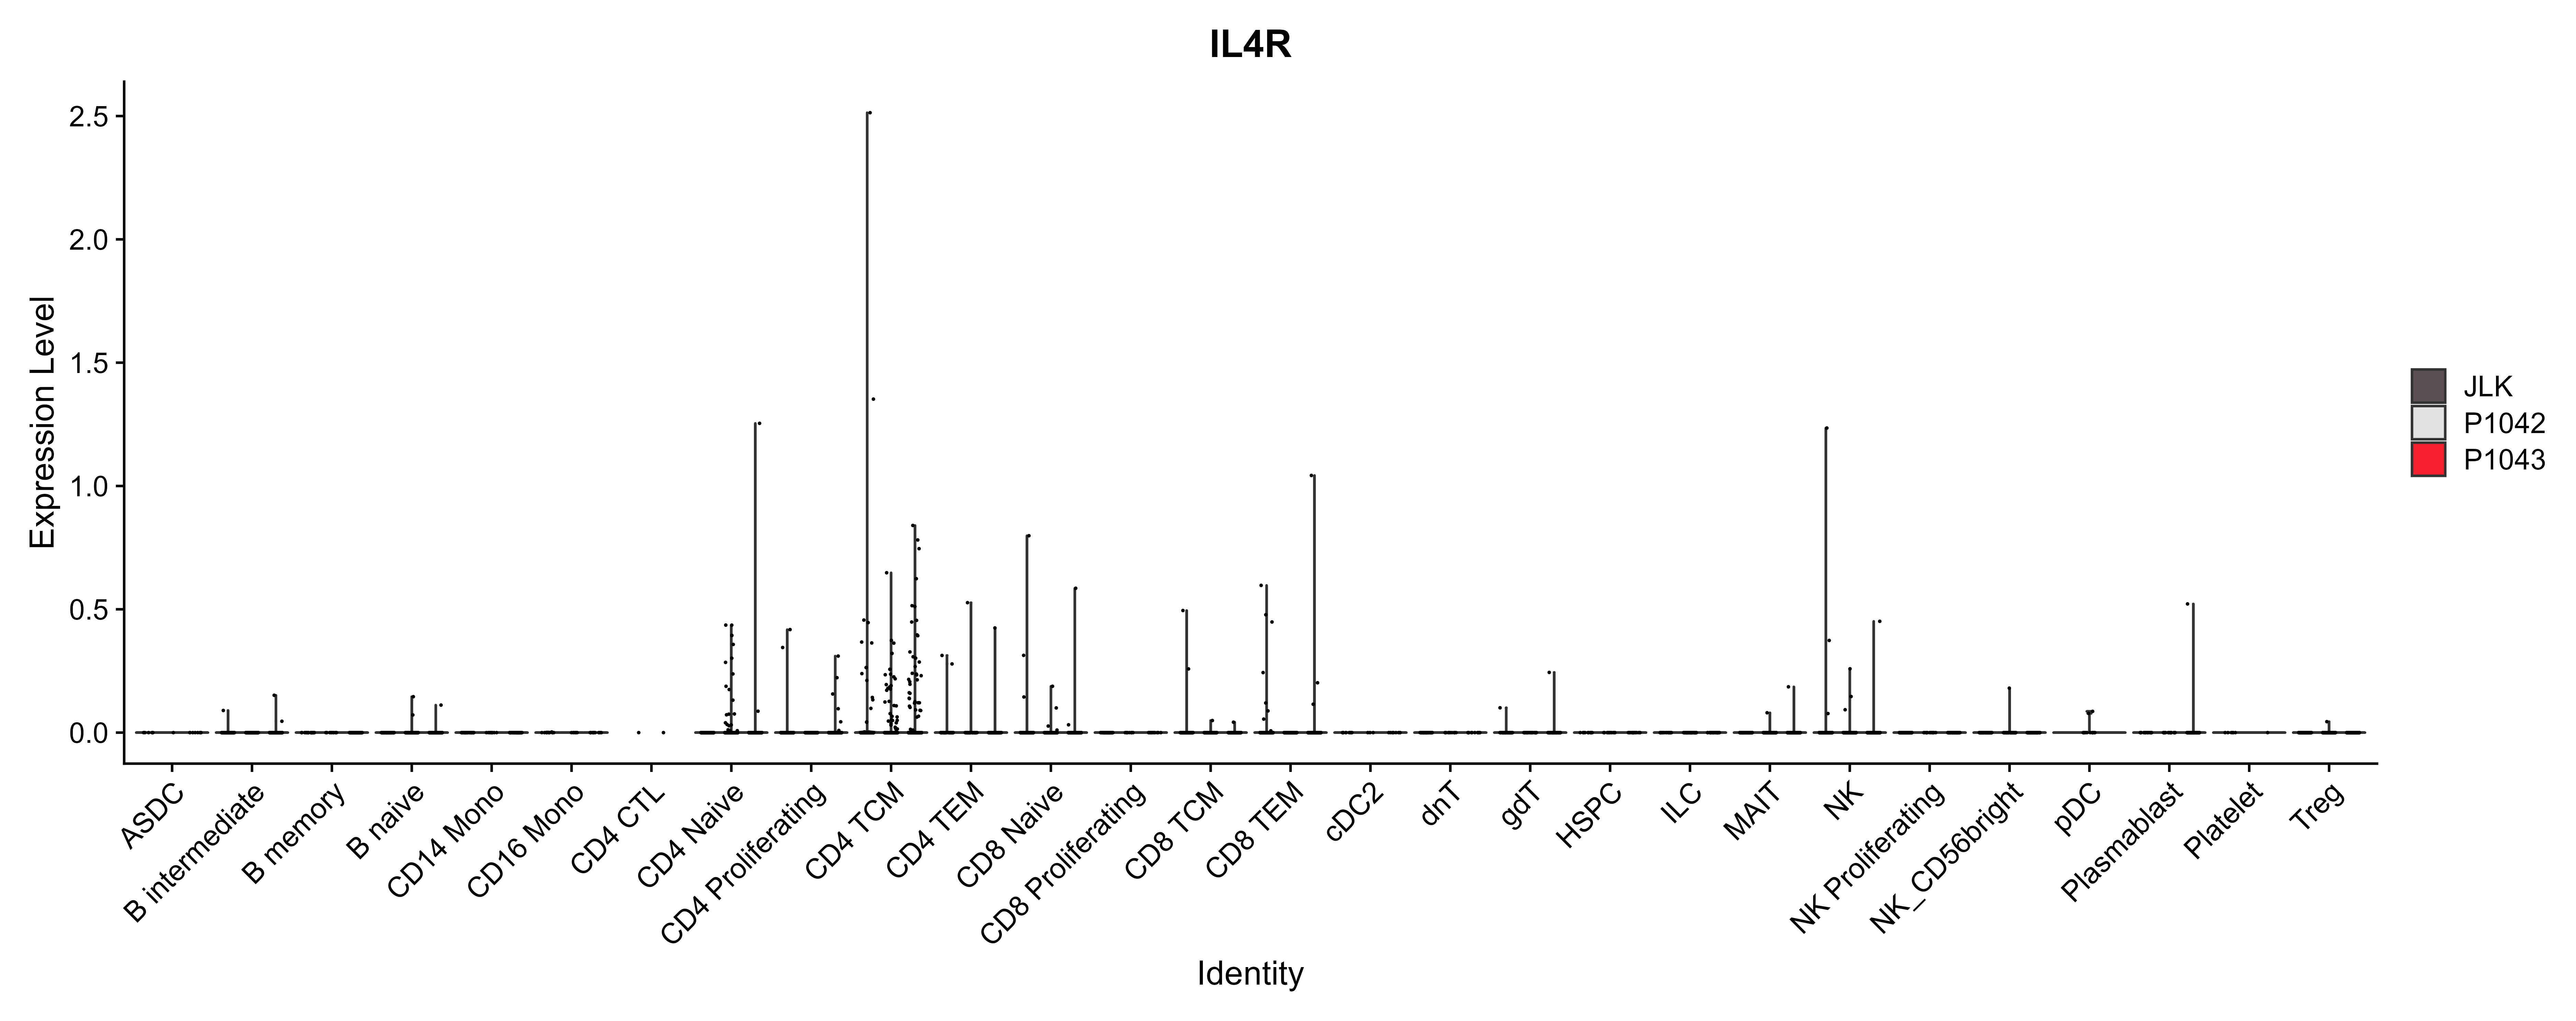 IL4R
Expression Level
2.5
2.0
1.5
1.0
0.5
0.0
ASDC
B intermediate
B memory
B naive
CD14 Mono
CD16 Mono
CD4 CTL
CD4 Naive
CD4 Proliferating
CD4 TCM
CD4 TEM
CD8 Naive
CD8 Proliferating
CD8 TCM
CD8 TEM
cDC2
dnT
gdT
HSPC
ILC
MAIT
NK
NK Proliferating
NK_CD56bright
pDC
Plasmablast
Platelet
Treg
Identity
JLK
P1042
P1043